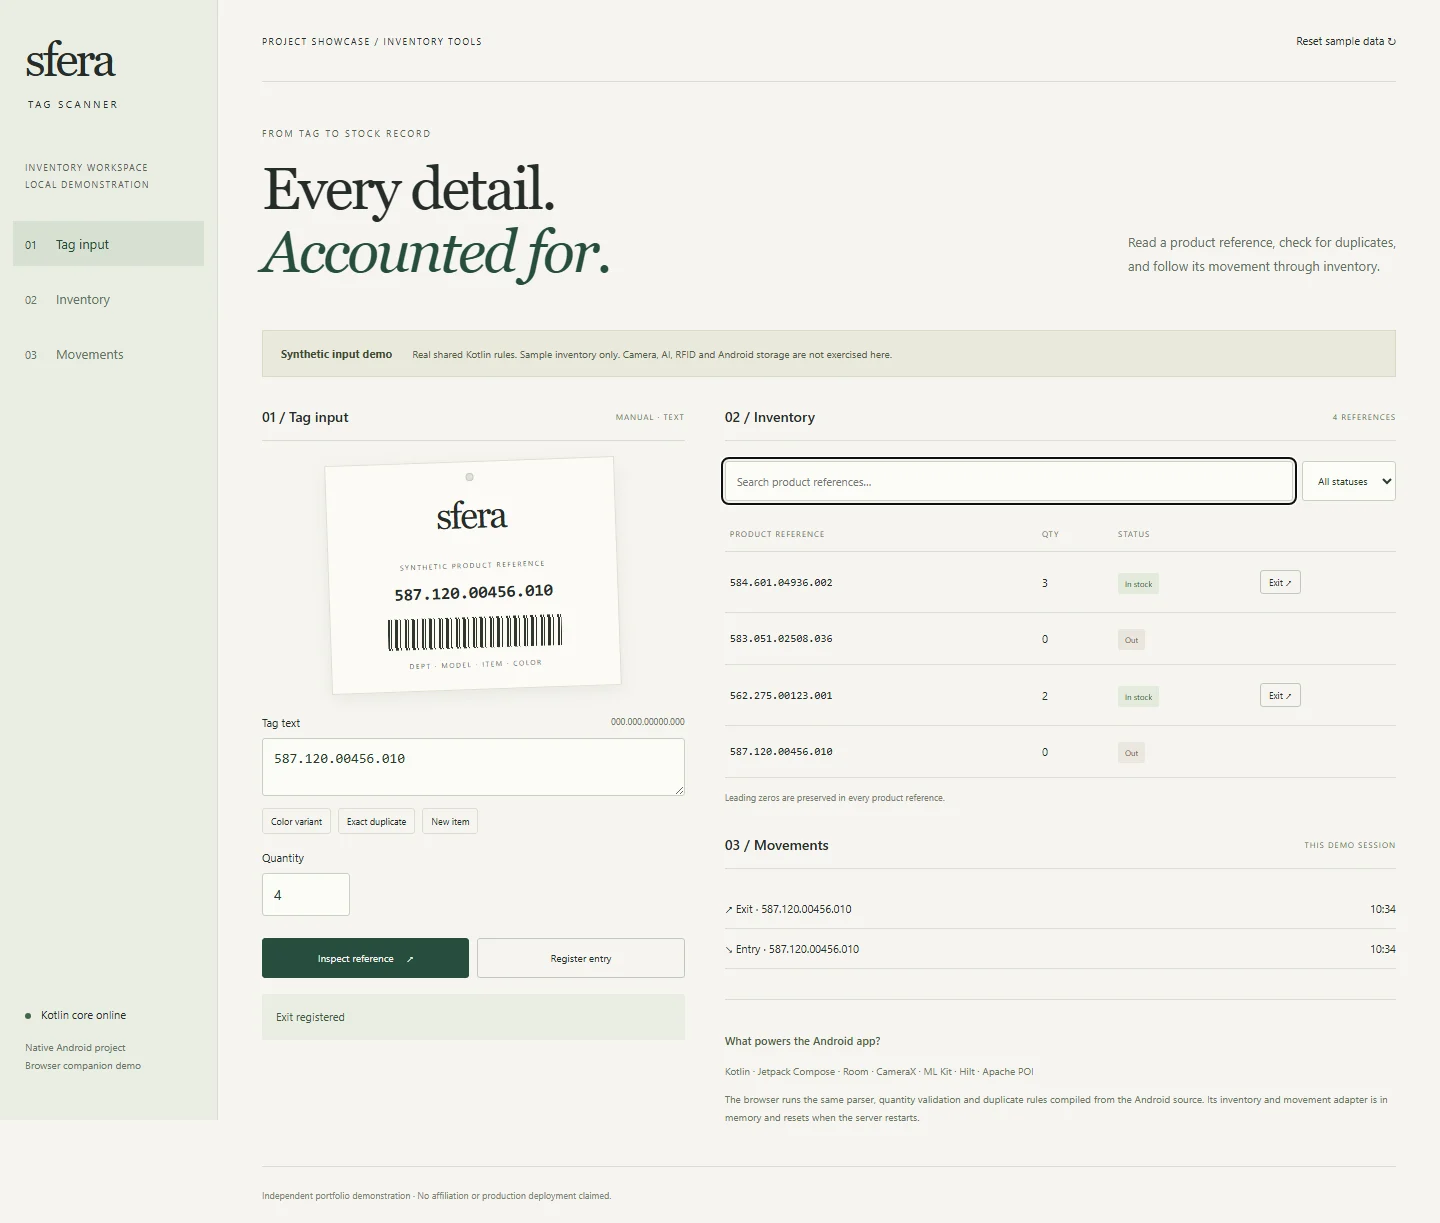 sfera
TAG SCANNER
INVENTORY WORKSPACE
LOCAL DEMONSTRATION
01 Tag input
02 Inventory
03 Movements
Kotlin core online
Native Android project
Browser companion demo
PROJECT SHOWCASE / INVENTORY TOOLS
Reset sample data ↻
FROM TAG TO STOCK RECORD
Every detail.
Accounted for.
Read a product reference, check for duplicates,
and follow its movement through inventory.
Synthetic input demo Real shared Kotlin rules. Sample inventory only. Camera, AI, RFID and Android storage are not exercised here.
01 / Tag input MANUAL · TEXT
sfera
SYNTHETIC PRODUCT REFERENCE
587.120.00456.010
DEPT · MODEL · ITEM · COLOR
Tag text 000.000.00000.000
587.120.00456.010
Color variant Exact duplicate New item
Quantity
4
Inspect reference ↗ Register entry
Exit registered
02 / Inventory 4 REFERENCES
Search product references... All statuses
PRODUCT REFERENCE QTY STATUS
584.601.04936.002 3 In stock Exit ↗
583.051.02508.036 0 Out
562.275.00123.001 2 In stock Exit ↗
587.120.00456.010 0 Out
Leading zeros are preserved in every product reference.
03 / Movements THIS DEMO SESSION
↗ Exit · 587.120.00456.010 10:34
↘ Entry · 587.120.00456.010 10:34
What powers the Android app?
Kotlin · Jetpack Compose · Room · CameraX · ML Kit · Hilt · Apache POI
The browser runs the same parser, quantity validation and duplicate rules compiled from the Android source. Its inventory and movement adapter is in
memory and resets when the server restarts.
Independent portfolio demonstration · No affiliation or production deployment claimed.